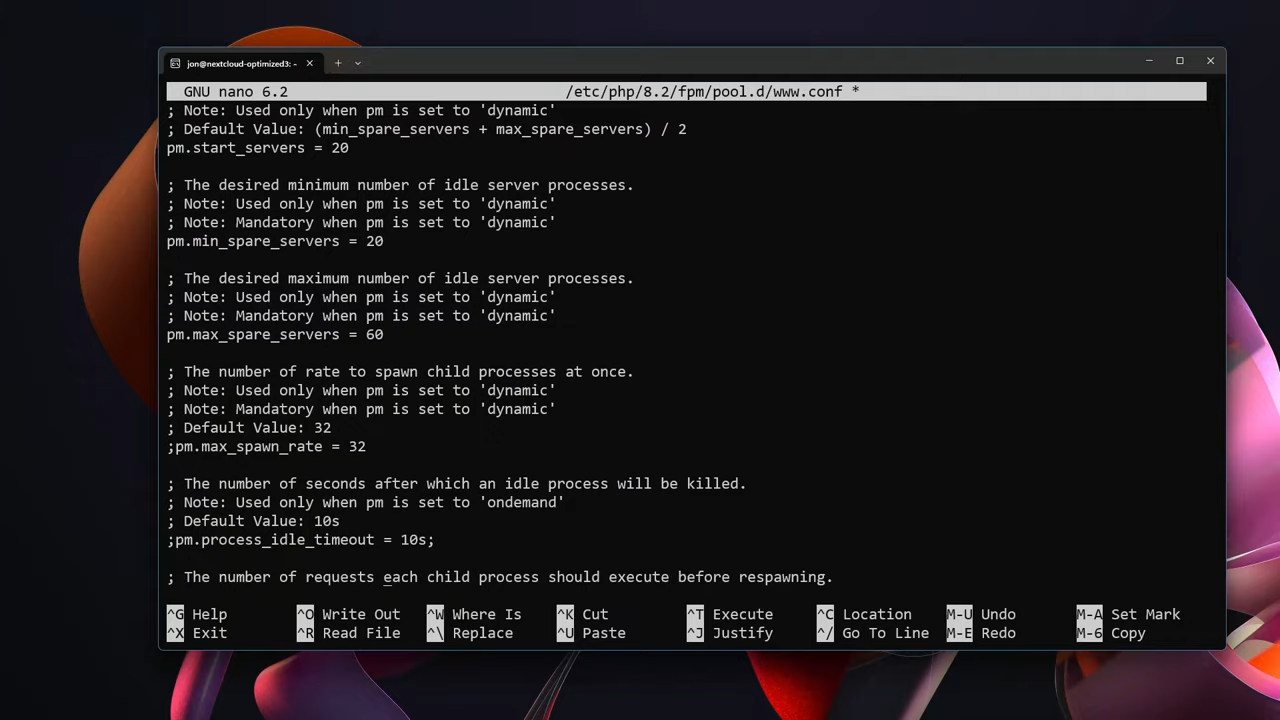 jon@nextcloud-optimized3: ~
GNU nano 6.2 /etc/php/8.2/fpm/pool.d/www.conf *
; Note: Used only when pm is set to 'dynamic'
; Default Value: (min_spare_servers + max_spare_servers) / 2
pm.start_servers = 20
; The desired minimum number of idle server processes.
; Note: Used only when pm is set to 'dynamic'
; Note: Mandatory when pm is set to 'dynamic'
pm.min_spare_servers = 20
; The desired maximum number of idle server processes.
; Note: Used only when pm is set to 'dynamic'
; Note: Mandatory when pm is set to 'dynamic'
pm.max_spare_servers = 60
; The number of rate to spawn child processes at once.
; Note: Used only when pm is set to 'dynamic'
; Note: Mandatory when pm is set to 'dynamic'
; Default Value: 32
;pm.max_spawn_rate = 32
; The number of seconds after which an idle process will be killed.
; Note: Used only when pm is set to 'ondemand'
; Default Value: 10s
;pm.process_idle_timeout = 10s;
; The number of requests each child process should execute before respawning.
^G Help ^O Write Out ^W Where Is ^K Cut ^T Execute ^C Location M-U Undo M-A Set Mark
^X Exit ^R Read File ^\ Replace ^U Paste ^J Justify ^/ Go To Line M-E Redo M-6 Copy